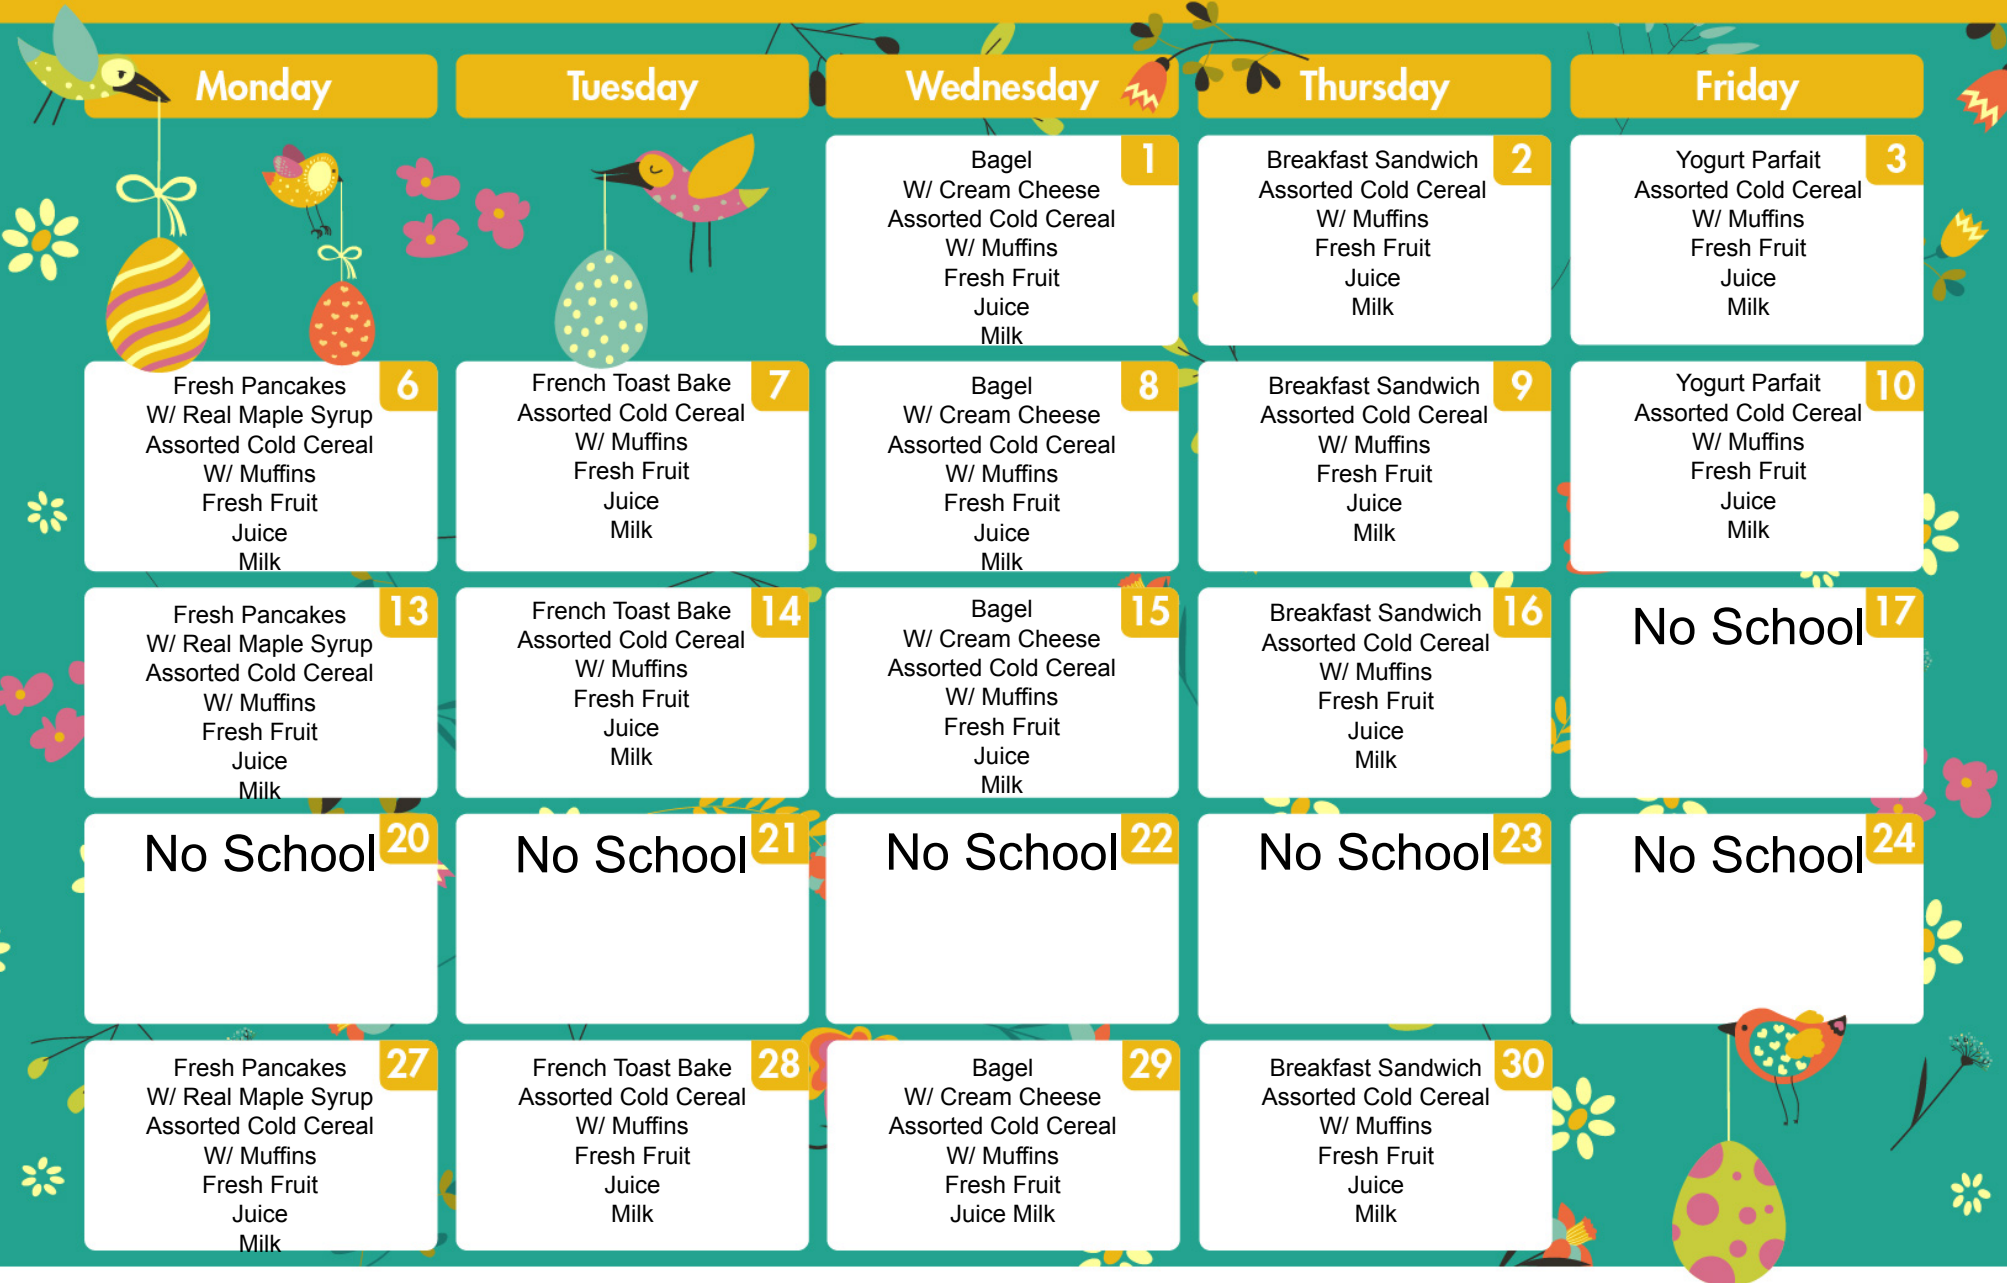 Monday
Tuesday
Wednesday
Thursday
Friday
1
Bagel
W/ Cream Cheese
Assorted Cold Cereal
W/ Muffins
Fresh Fruit
Juice
Milk
2
Breakfast Sandwich
Assorted Cold Cereal
W/ Muffins
Fresh Fruit
Juice
Milk
3
Yogurt Parfait
Assorted Cold Cereal
W/ Muffins
Fresh Fruit
Juice
Milk
6
Fresh Pancakes
W/ Real Maple Syrup
Assorted Cold Cereal
W/ Muffins
Fresh Fruit
Juice
Milk
7
French Toast Bake
Assorted Cold Cereal
W/ Muffins
Fresh Fruit
Juice
Milk
8
Bagel
W/ Cream Cheese
Assorted Cold Cereal
W/ Muffins
Fresh Fruit
Juice
Milk
9
Breakfast Sandwich
Assorted Cold Cereal
W/ Muffins
Fresh Fruit
Juice
Milk
10
Yogurt Parfait
Assorted Cold Cereal
W/ Muffins
Fresh Fruit
Juice
Milk
13
Fresh Pancakes
W/ Real Maple Syrup
Assorted Cold Cereal
W/ Muffins
Fresh Fruit
Juice
Milk
14
French Toast Bake
Assorted Cold Cereal
W/ Muffins
Fresh Fruit
Juice
Milk
15
Bagel
W/ Cream Cheese
Assorted Cold Cereal
W/ Muffins
Fresh Fruit
Juice
Milk
16
Breakfast Sandwich
Assorted Cold Cereal
W/ Muffins
Fresh Fruit
Juice
Milk
17
No School
20
No School
21
No School
22
No School
23
No School
24
No School
27
Fresh Pancakes
W/ Real Maple Syrup
Assorted Cold Cereal
W/ Muffins
Fresh Fruit
Juice
Milk
28
French Toast Bake
Assorted Cold Cereal
W/ Muffins
Fresh Fruit
Juice
Milk
29
Bagel
W/ Cream Cheese
Assorted Cold Cereal
W/ Muffins
Fresh Fruit
Juice Milk
30
Breakfast Sandwich
Assorted Cold Cereal
W/ Muffins
Fresh Fruit
Juice
Milk